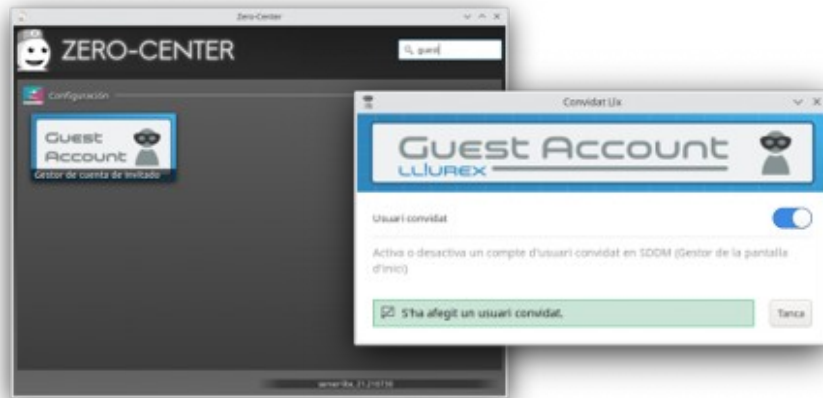 Zero-Center
ZERO-CENTER
guest
Configuración
Guest
Account
Gestor de cuenta de invitado
Convidat Llx
Guest Account
LLIUREX
Usuari convidat
Activa o desactiva un compte d'usuari convidat en SDDM (Gestor de la pantalla
d'inici)
S'ha afegit un usuari convidat.
Tanca